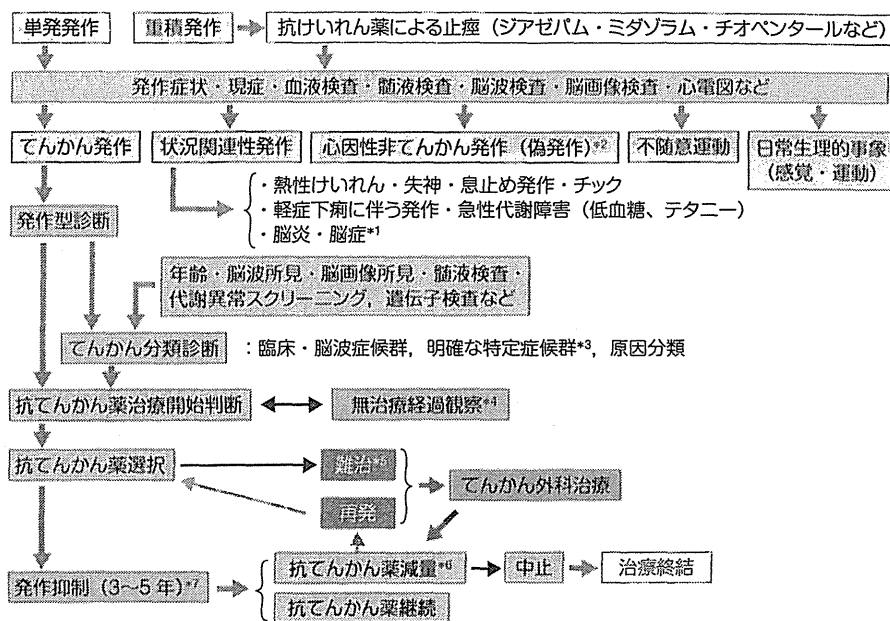 単発発作
重積発作
抗けいれん薬による止痙（ジアゼパム・ミダゾラム・チオペンタールなど）
発作症状・現症・血液検査・髄液検査・脳波検査・脳画像検査・心電図など
てんかん発作
状況関連性発作
心因性非てんかん発作（偽発作）*2
不随意運動
日常生理的事象
（感覚・運動）
・熱性けいれん・失神・息止め発作・チック
・軽症下痢に伴う発作・急性代謝障害（低血糖、テタニー）
・脳炎・脳症*1
発作型診断
年齢・脳波所見・脳画像所見・髄液検査・
代謝異常スクリーニング，遺伝子検査など
てんかん分類診断
：臨床・脳波症候群，明確な特定症候群*3，原因分類
抗てんかん薬治療開始判断
無治療経過観察*4
抗てんかん薬選択
難治*5
てんかん外科治療
再発
発作抑制（3〜5年）*7
抗てんかん薬減量*6
中止
治療終結
抗てんかん薬継続